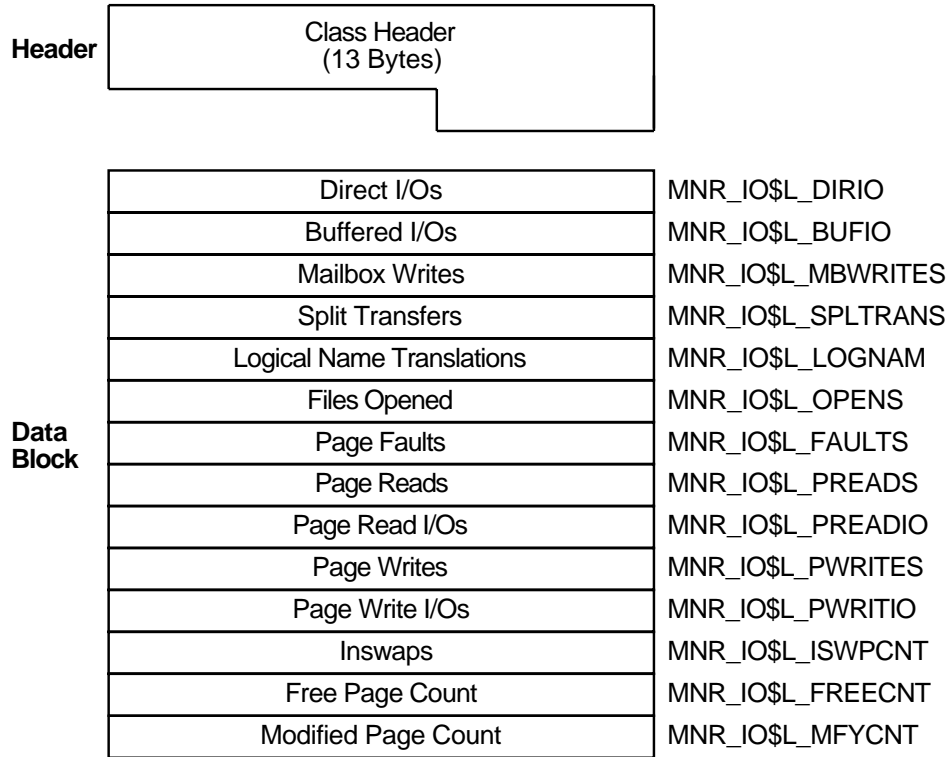 Header
Class Header
(13 Bytes)
Direct I/Os MNR_IO$L_DIRIO
Buffered I/Os MNR_IO$L_BUFIO
Mailbox Writes MNR_IO$L_MBWRITES
Split Transfers MNR_IO$L_SPLTRANS
Logical Name Translations MNR_IO$L_LOGNAM
Files Opened MNR_IO$L_OPENS
Data
Block
Page Faults MNR_IO$L_FAULTS
Page Reads MNR_IO$L_PREADS
Page Read I/Os MNR_IO$L_PREADIO
Page Writes MNR_IO$L_PWRITES
Page Write I/Os MNR_IO$L_PWRITIO
Inswaps MNR_IO$L_ISWPCNT
Free Page Count MNR_IO$L_FREECNT
Modified Page Count MNR_IO$L_MFYCNT